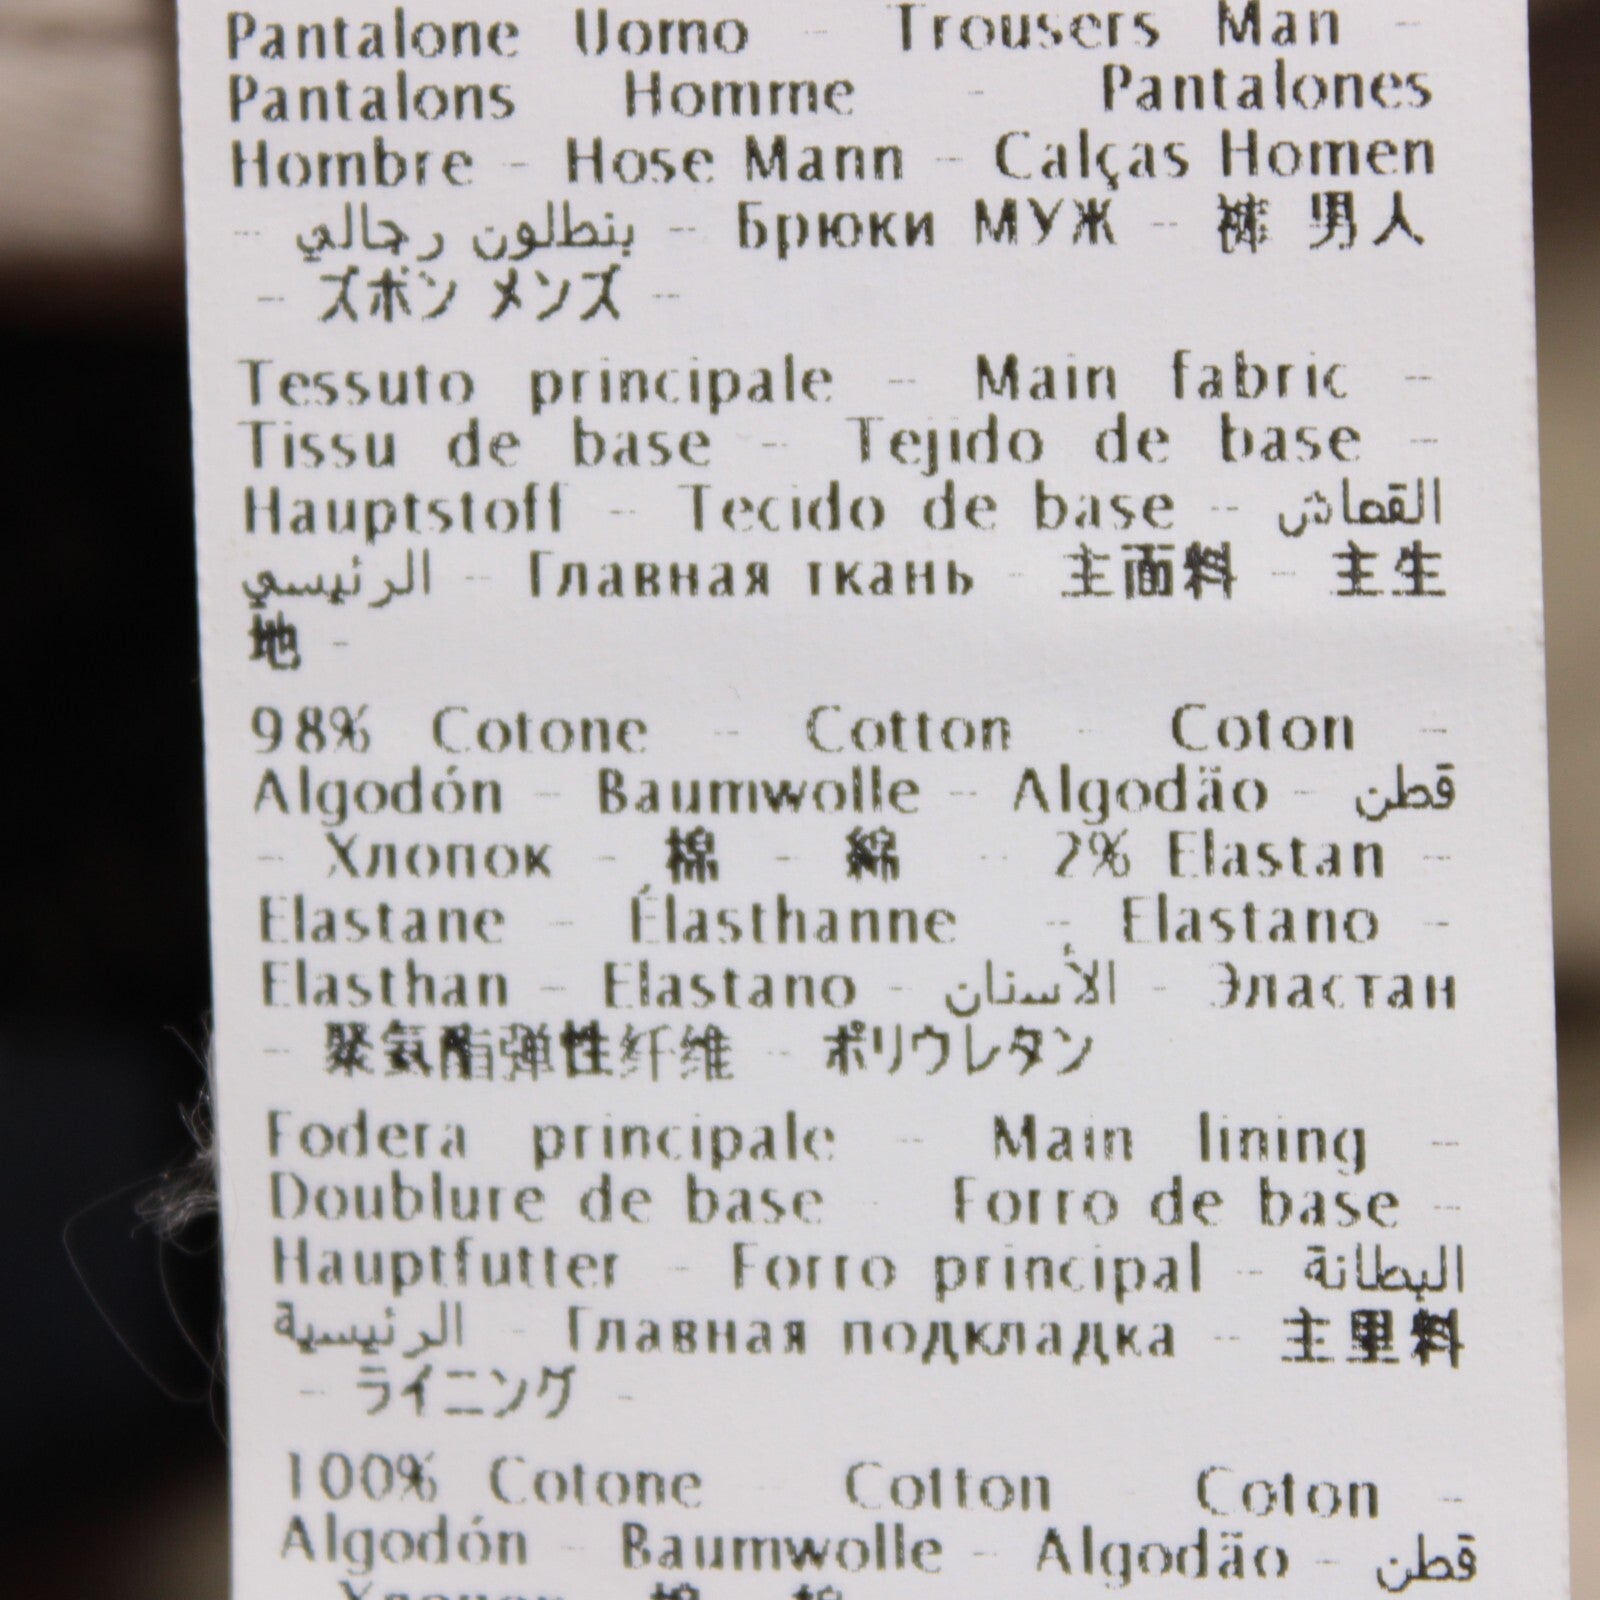 Pantalone Uomo - Trousers Man -
Pantalons Homme - Pantalones
Hombre - Hose Mann - Calças Homen
- بنطلون رجالي - Брюки МУЖ - 裤 男人
- ズボン メンズ -
Tessuto principale - Main fabric -
Tissu de base - Tejido de base -
Hauptstoff - Tecido de base - القماش
الرئيسي - Главная ткань - 主面料 - 主生
地 -
98% Cotone - Cotton - Coton -
Algodón - Baumwolle - Algodão - قطن
- Хлопок - 棉 - 綿 - 2% Elastan -
Elastane - Élasthanne - Elastano -
Elasthan - Elastano - الأسنان - Эластан
- 聚氨酯弹性纤维 - ポリウレタン
Fodera principale - Main lining -
Doublure de base - Forro de base -
Hauptfutter - Forro principal - البطانة
الرئيسية - Главная подкладка - 主里料
- ライニング -
100% Cotone - Cotton - Coton -
Algodón - Baumwolle - Algodão - قطن